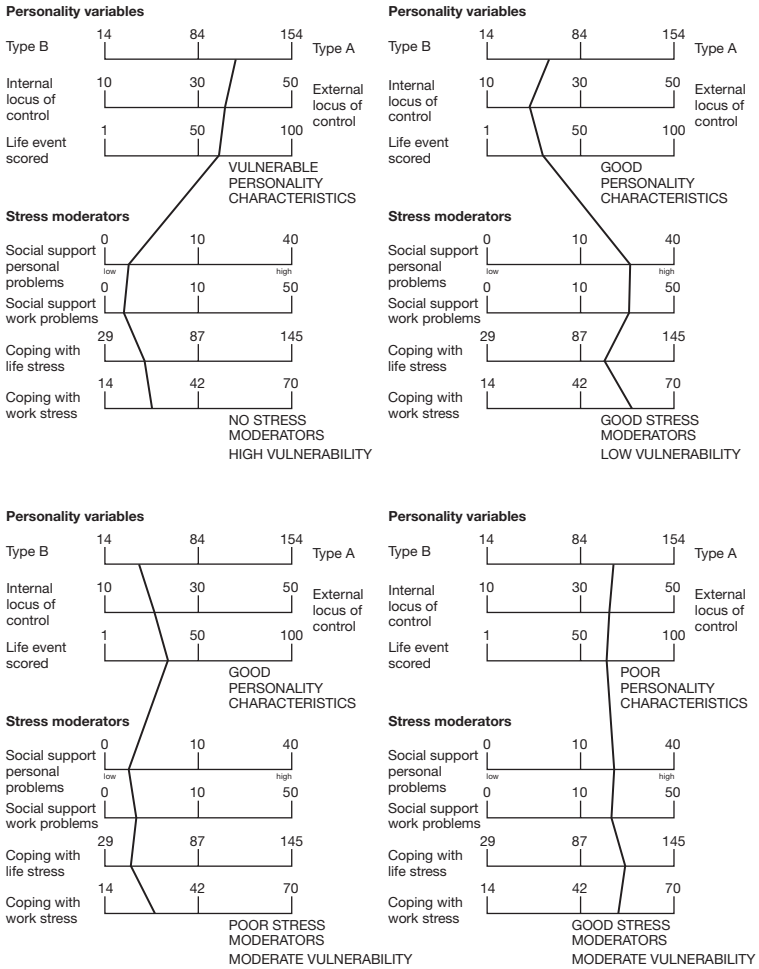 Personality variables
14 84 154
Type B Type A
10 30 50
Internal
locus of
control
External
locus of
control
1 50 100
Life event
scored
VULNERABLE
PERSONALITY
CHARACTERISTICS
Stress moderators
0 10 40
Social support
personal
problems
low high
0 10 50
Social support
work problems
29 87 145
Coping with
life stress
14 42 70
Coping with
work stress
NO STRESS
MODERATORS
HIGH VULNERABILITY
Personality variables
14 84 154
Type B Type A
10 30 50
Internal
locus of
control
External
locus of
control
1 50 100
Life event
scored
GOOD
PERSONALITY
CHARACTERISTICS
Stress moderators
0 10 40
Social support
personal
problems
low high
0 10 50
Social support
work problems
29 87 145
Coping with
life stress
14 42 70
Coping with
work stress
GOOD STRESS
MODERATORS
LOW VULNERABILITY
Personality variables
14 84 154
Type B Type A
10 30 50
Internal
locus of
control
External
locus of
control
1 50 100
Life event
scored
GOOD
PERSONALITY
CHARACTERISTICS
Stress moderators
0 10 40
Social support
personal
problems
low high
0 10 50
Social support
work problems
29 87 145
Coping with
life stress
14 42 70
Coping with
work stress
POOR STRESS
MODERATORS
MODERATE VULNERABILITY
Personality variables
14 84 154
Type B Type A
10 30 50
Internal
locus of
control
External
locus of
control
1 50 100
Life event
scored
POOR
PERSONALITY
CHARACTERISTICS
Stress moderators
0 10 40
Social support
personal
problems
low high
0 10 50
Social support
work problems
29 87 145
Coping with
life stress
14 42 70
Coping with
work stress
GOOD STRESS
MODERATORS
MODERATE VULNERABILITY